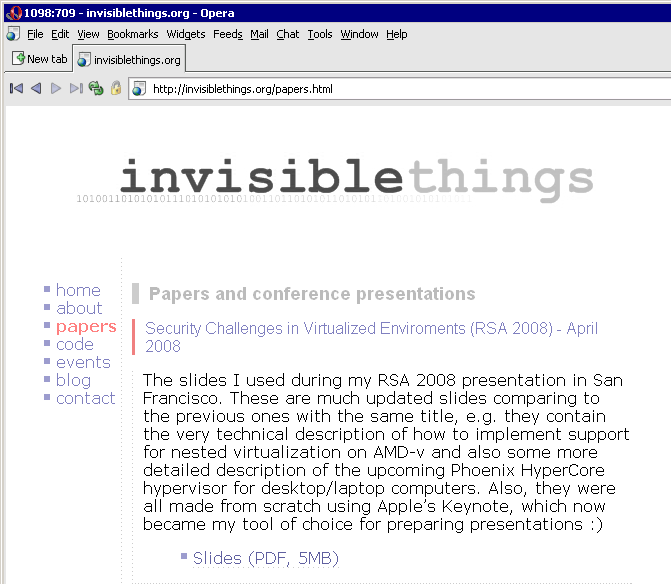 1098:709 - invisiblethings.org - Opera
File Edit View Bookmarks Widgets Feeds Mail Chat Tools Window Help
New tab invisiblethings.org
http://invisiblethings.org/papers.html
invisiblethings
home
about
papers
code
events
blog
contact
Papers and conference presentations
Security Challenges in Virtualized Enviroments (RSA 2008) - April
2008
The slides I used during my RSA 2008 presentation in San
Francisco. These are much updated slides comparing to
the previous ones with the same title, e.g. they contain
the very technical description of how to implement support
for nested virtualization on AMD-v and also some more
detailed description of the upcoming Phoenix HyperCore
hypervisor for desktop/laptop computers. Also, they were
all made from scratch using Apple's Keynote, which now
became my tool of choice for preparing presentations :)
Slides (PDF, 5MB)